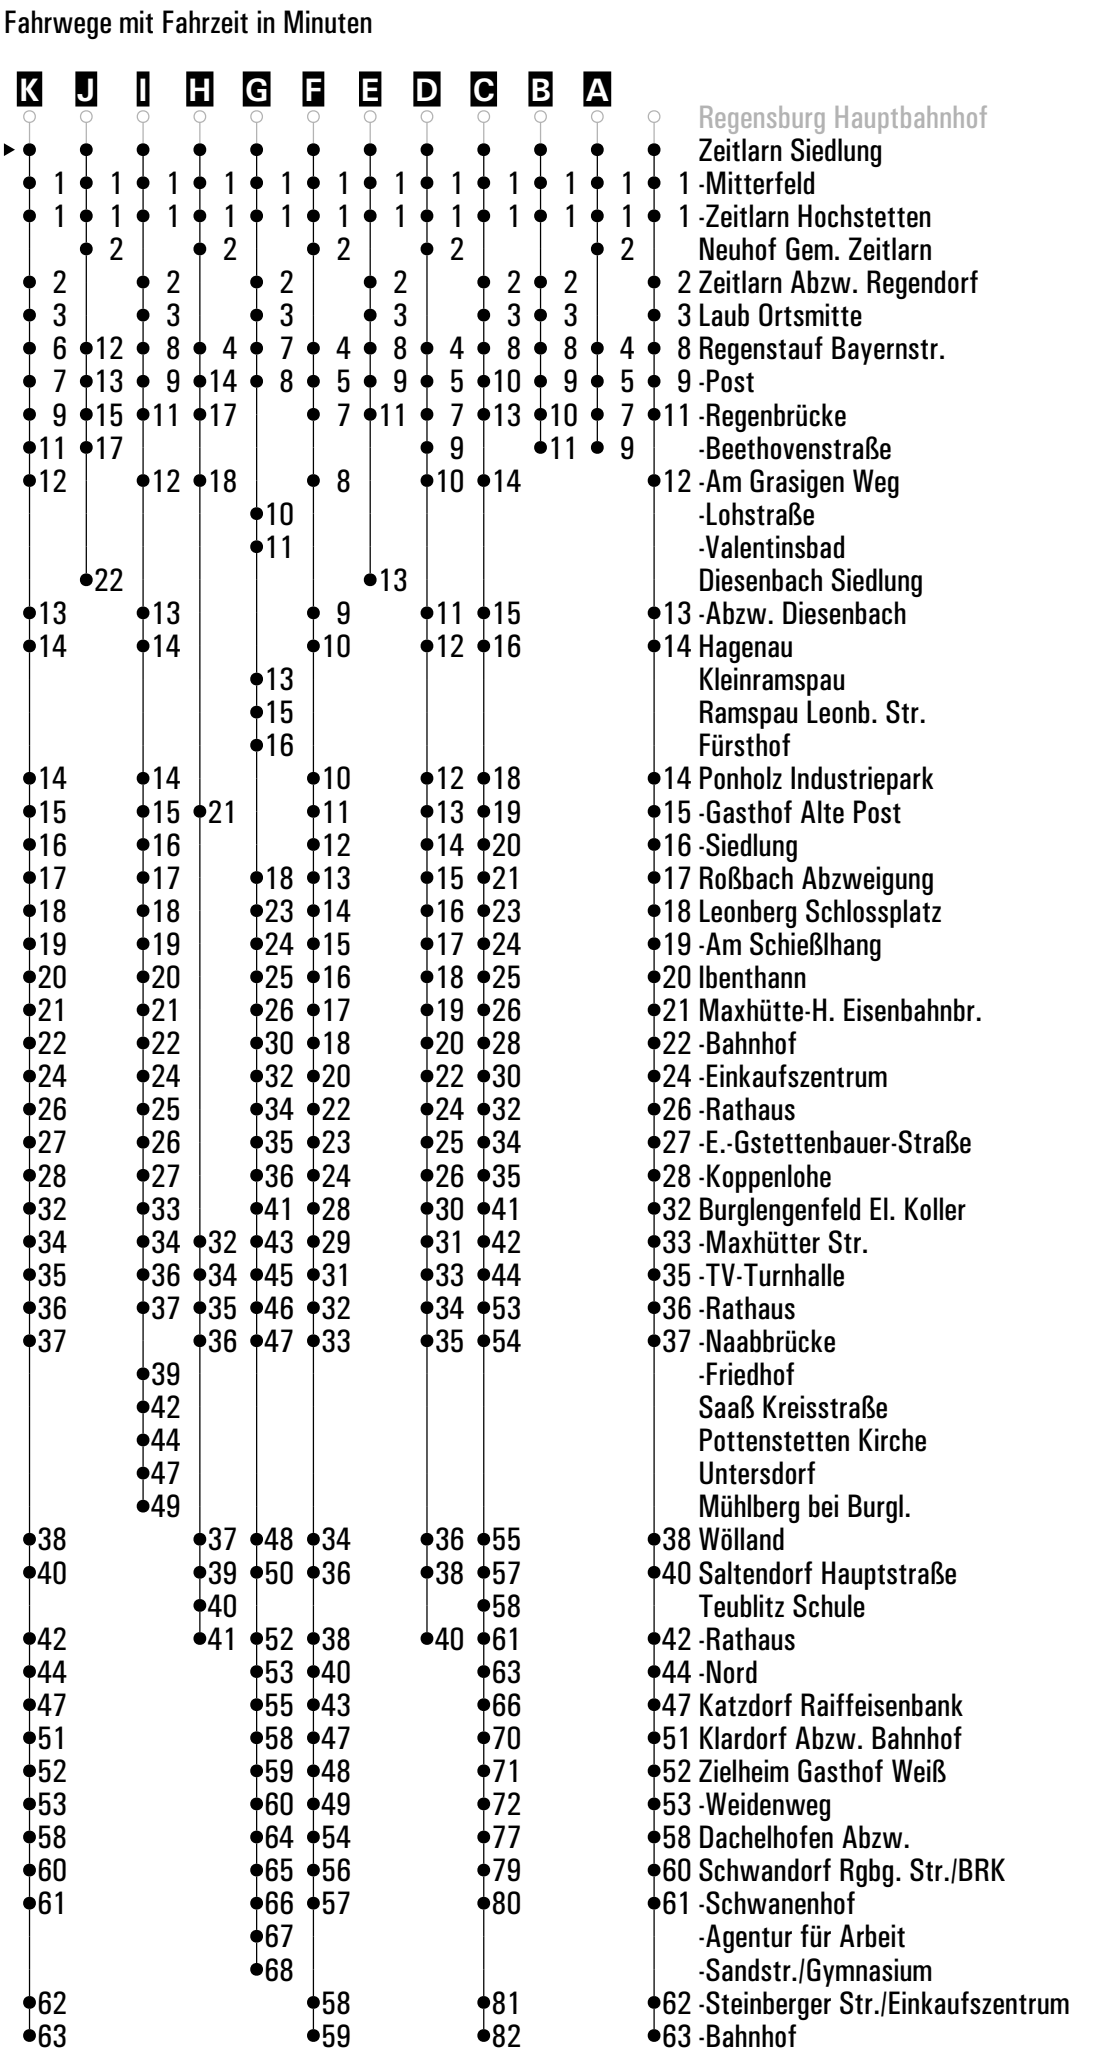 Fahrwege mit Fahrzeit in Minuten
K J I H G F E D C B A
Regensburg Hauptbahnhof
Zeitlarn Siedlung
1 1 1 1 1 1 1 1 1 1 1 1 -Mitterfeld
1 1 1 1 1 1 1 1 1 1 1 1 -Zeitlarn Hochstetten
2 2 2 2 2 Neuhof Gem. Zeitlarn
2 2 2 2 2 2 2 Zeitlarn Abzw. Regendorf
3 3 3 3 3 3 3 Laub Ortsmitte
6 12 8 4 7 4 8 4 8 8 4 8 Regenstauf Bayernstr.
7 13 9 14 8 5 9 5 10 9 5 9 -Post
9 15 11 17 7 11 7 13 10 7 11 -Regenbrücke
11 17 9 11 9 -Beethovenstraße
12 12 18 8 10 14 12 -Am Grasigen Weg
10 -Lohstraße
11 -Valentinsbad
22 13 Diesenbach Siedlung
13 13 9 11 15 13 -Abzw. Diesenbach
14 14 10 12 16 14 Hagenau
13 Kleinramspau
15 Ramspau Leonb. Str.
16 Fürsthof
14 14 10 12 18 14 Ponholz Industriepark
15 15 21 11 13 19 15 -Gasthof Alte Post
16 16 12 14 20 16 -Siedlung
17 17 18 13 15 21 17 Roßbach Abzweigung
18 18 23 14 16 23 18 Leonberg Schlossplatz
19 19 24 15 17 24 19 -Am Schießlhang
20 20 25 16 18 25 20 Ibenthann
21 21 26 17 19 26 21 Maxhütte-H. Eisenbahnbr.
22 22 30 18 20 28 22 -Bahnhof
24 24 32 20 22 30 24 -Einkaufszentrum
26 25 34 22 24 32 26 -Rathaus
27 26 35 23 25 34 27 -E.-Gstettenbauer-Straße
28 27 36 24 26 35 28 -Koppenlohe
32 33 41 28 30 41 32 Burglengenfeld El. Koller
34 34 32 43 29 31 42 33 -Maxhütter Str.
35 36 34 45 31 33 44 35 -TV-Turnhalle
36 37 35 46 32 34 53 36 -Rathaus
37 36 47 33 35 54 37 -Naabbrücke
39 -Friedhof
42 Saaß Kreisstraße
44 Pottenstetten Kirche
47 Untersdorf
49 Mühlberg bei Burgl.
38 37 48 34 36 55 38 Wölland
40 39 50 36 38 57 40 Saltendorf Hauptstraße
40 58 Teublitz Schule
42 41 52 38 40 61 42 -Rathaus
44 53 40 63 44 -Nord
47 55 43 66 47 Katzdorf Raiffeisenbank
51 58 47 70 51 Klardorf Abzw. Bahnhof
52 59 48 71 52 Zielheim Gasthof Weiß
53 60 49 72 53 -Weidenweg
58 64 54 77 58 Dachelhofen Abzw.
60 65 56 79 60 Schwandorf Rgbg. Str./BRK
61 66 57 80 61 -Schwanenhof
67 -Agentur für Arbeit
68 -Sandstr./Gymnasium
62 58 81 62 -Steinberger Str./Einkaufszentrum
63 59 82 63 -Bahnhof